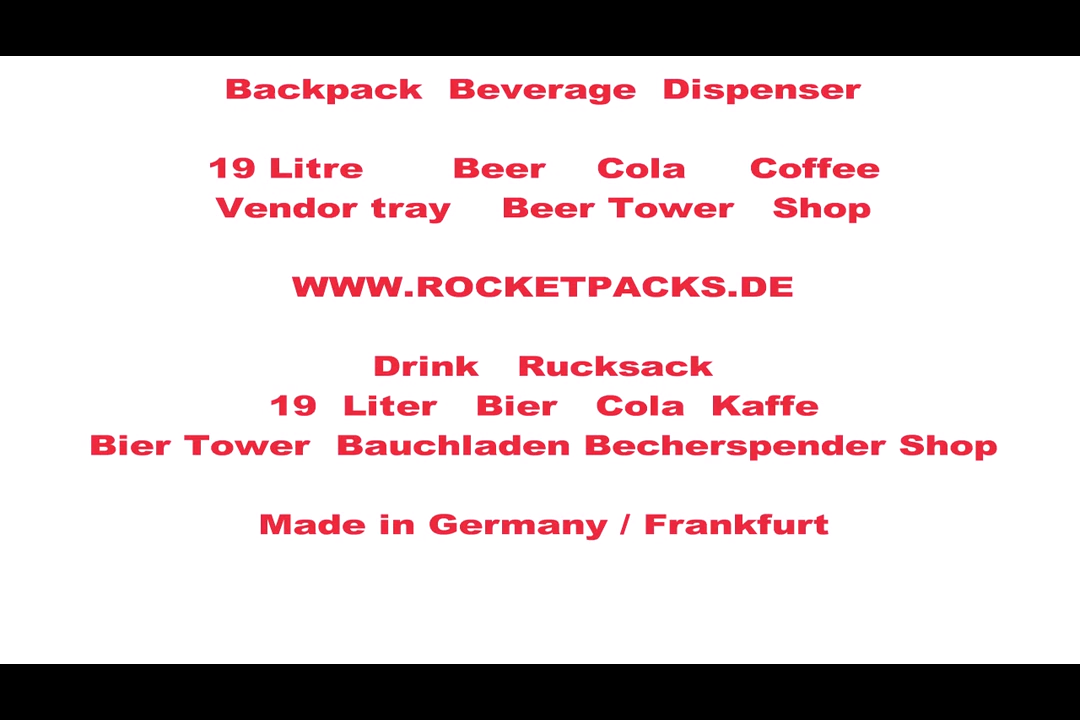 Backpack Beverage Dispenser
19 Litre Beer Cola Coffee
Vendor tray Beer Tower Shop
WWW.ROCKETPACKS.DE
Drink Rucksack
19 Liter Bier Cola Kaffe
Bier Tower Bauchladen Becherspender Shop
Made in Germany / Frankfurt